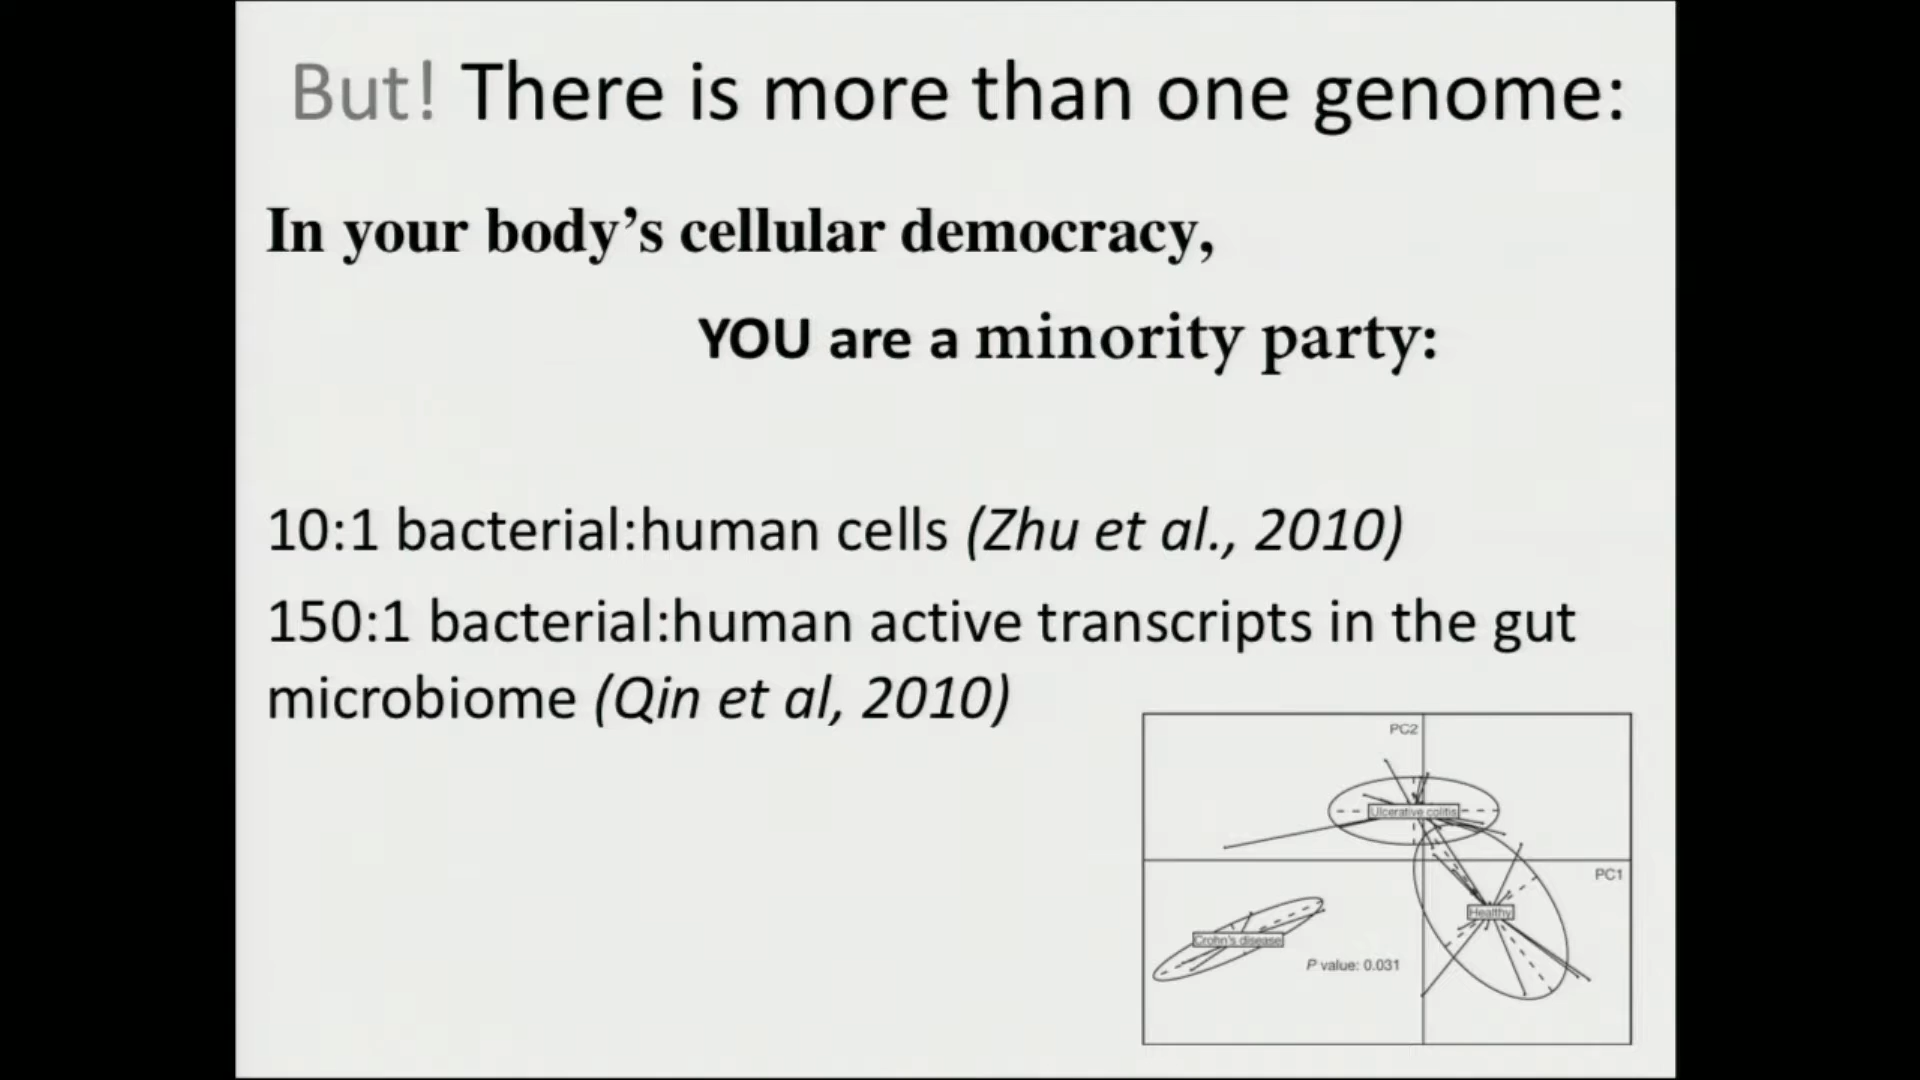 But! There is more than one genome:
In your body’s cellular democracy,
YOU are a minority party:
10:1 bacterial:human cells (Zhu et al., 2010)
150:1 bacterial:human active transcripts in the gut
microbiome (Qin et al, 2010)
PC2
Ulcerative colitis
PC1
Healthy
Crohn's disease
P value: 0.031